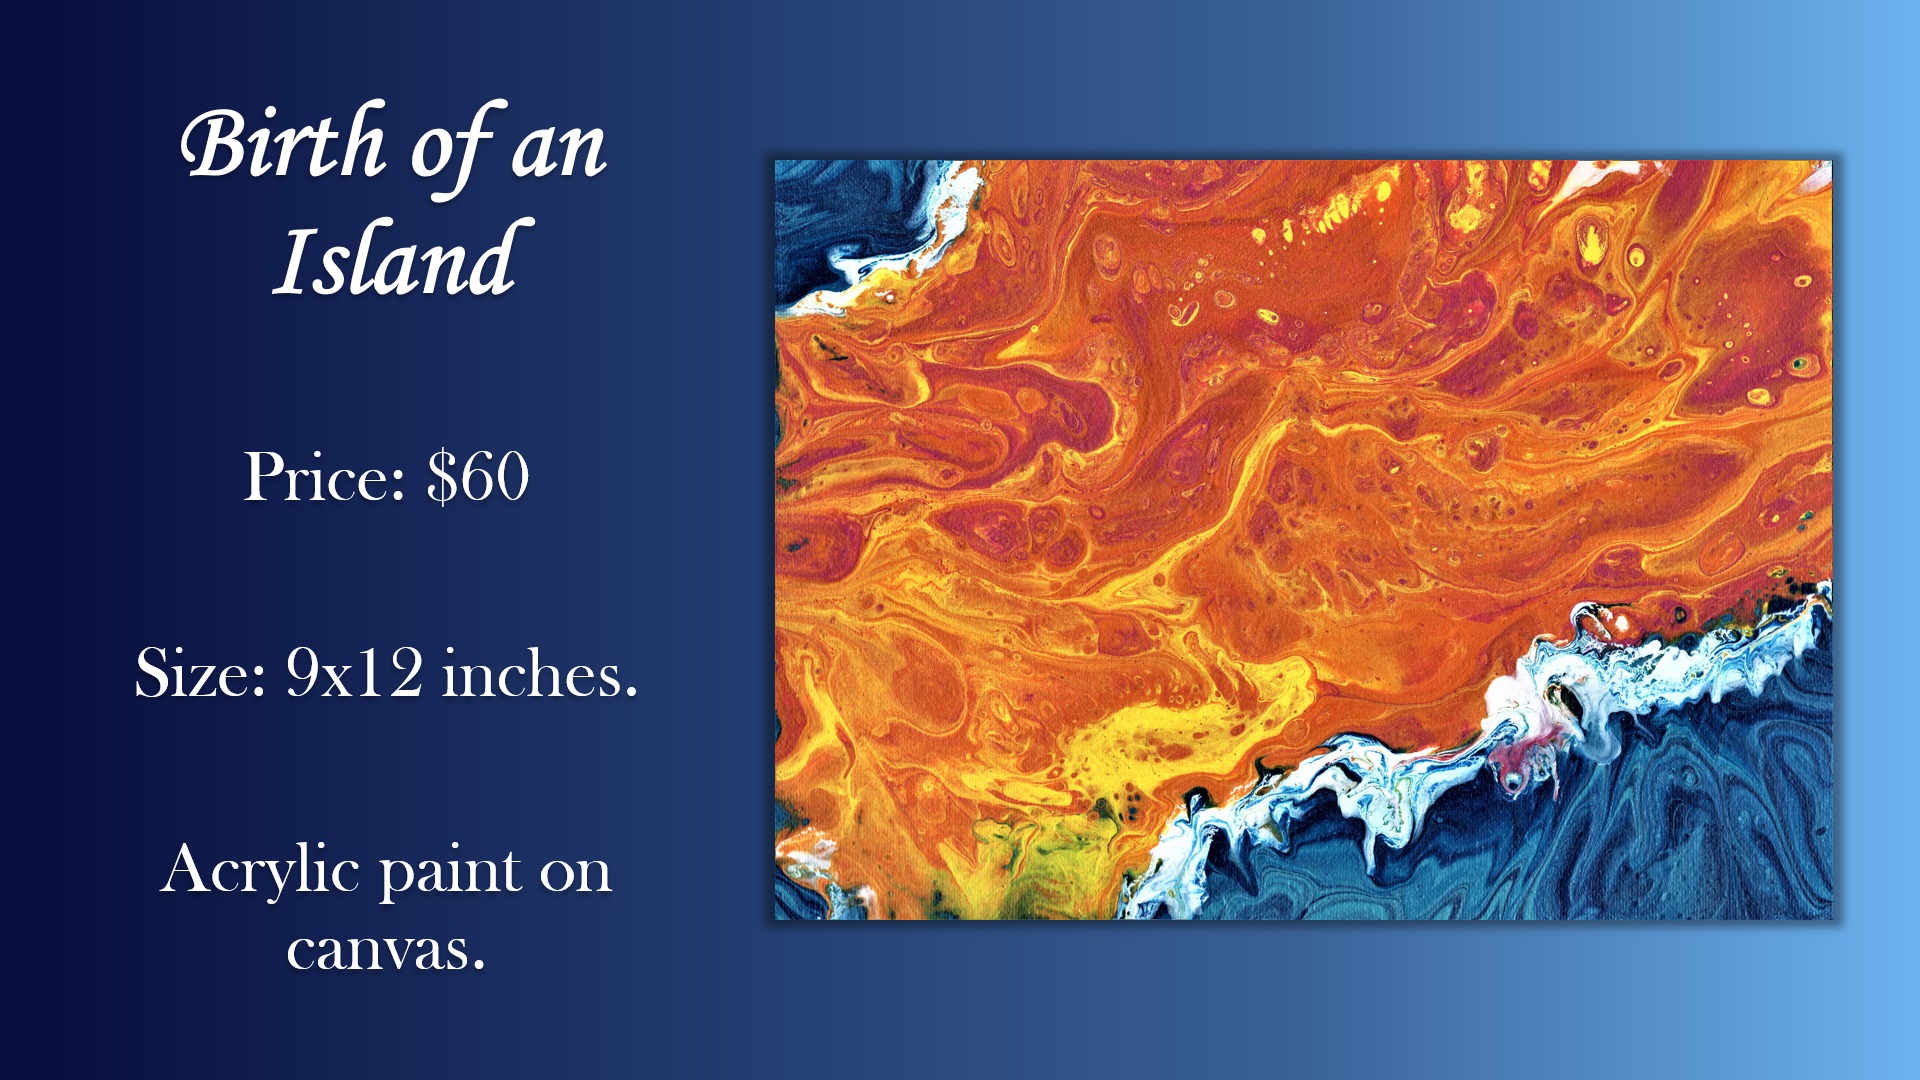 Birth of an
Island
Price: $60
Size: 9x12 inches.
Acrylic paint on
canvas.